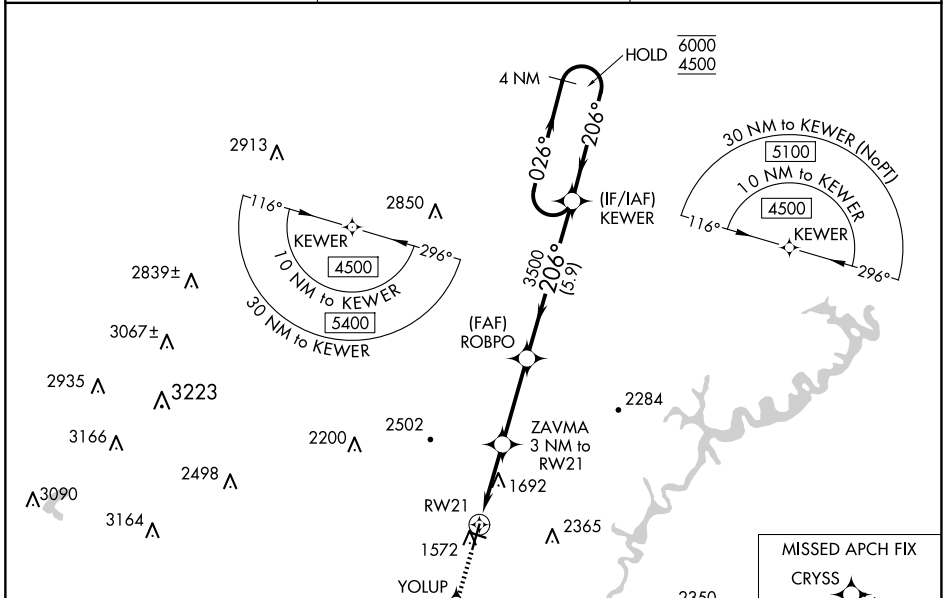 HOLD
6000
4500
4 NM
206°
026°
(IF/IAF)
KEWER
30 NM to KEWER (NoPT)
5100
10 NM to KEWER
4500
KEWER
116°
296°
2913
2850
116°
KEWER
296°
4500
10 NM to KEWER
5400
30 NM to KEWER
3500
206°
(5.9)
2839±
(FAF)
ROBPO
3067±
2935
3223
2284
3166
2200
2502
ZAVMA
3 NM to
RW21
2498
1692
3090
RW21
3164
1572
2365
MISSED APCH FIX
CRYSS
YOLUP
2350